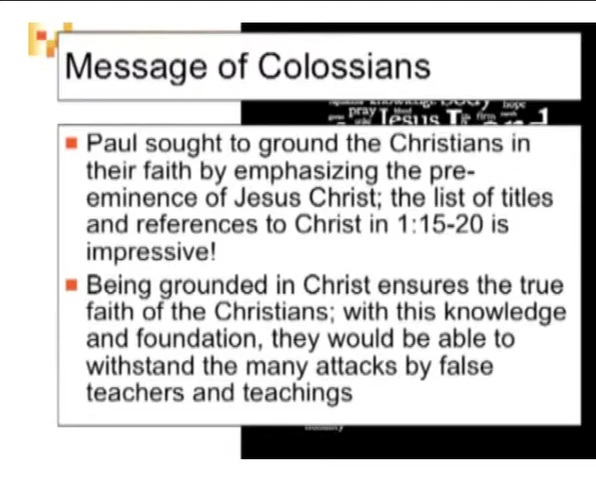 Message of Colossians
pray Jesus firm
Paul sought to ground the Christians in
their faith by emphasizing the pre-
eminence of Jesus Christ; the list of titles
and references to Christ in 1:15-20 is
impressive!
Being grounded in Christ ensures the true
faith of the Christians; with this knowledge
and foundation, they would be able to
withstand the many attacks by false
teachers and teachings